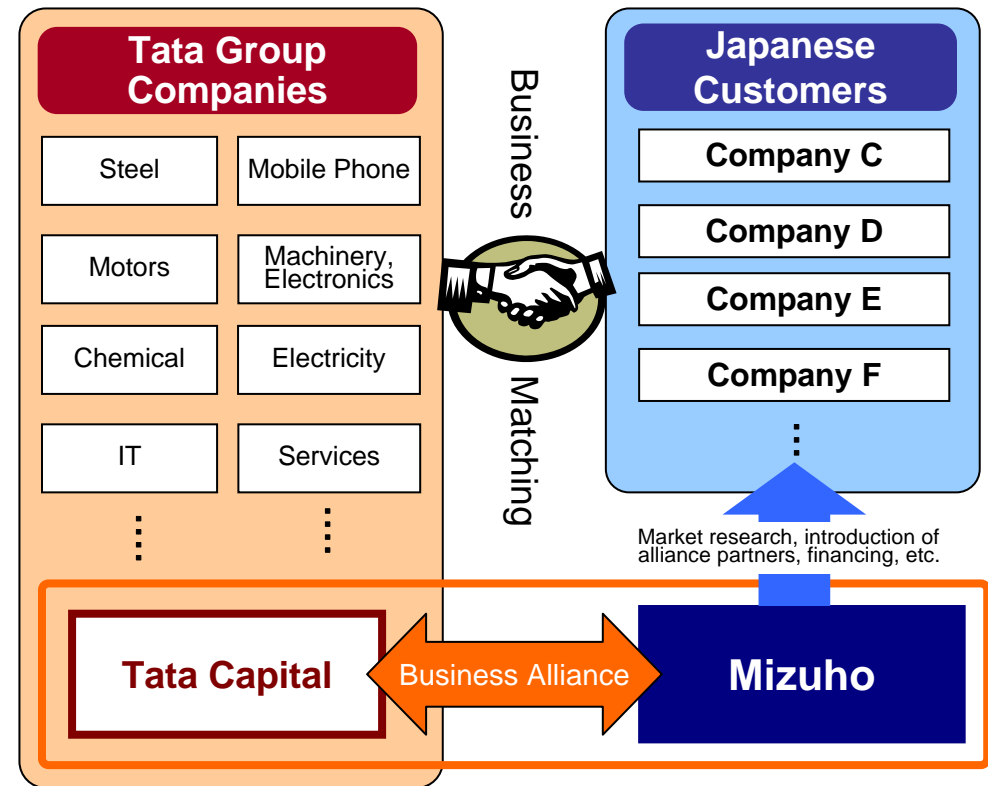 Tata Group
Companies
Steel
Mobile Phone
Motors
Machinery,
Electronics
Chemical
Electricity
IT
Services
Business
Matching
Japanese
Customers
Company C
Company D
Company E
Company F
Market research, introduction of
alliance partners, financing, etc.
Tata Capital
Business Alliance
Mizuho